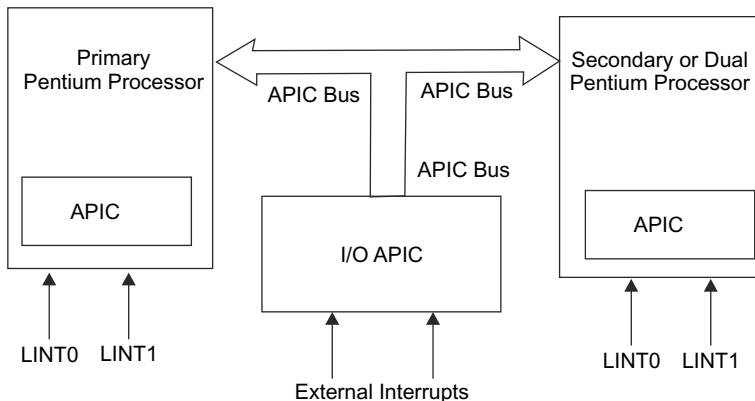 Primary
Pentium Processor
Secondary or Dual
Pentium Processor
APIC Bus
APIC Bus
APIC Bus
APIC
I/O APIC
APIC
LINT0
LINT1
LINT0
LINT1
External Interrupts